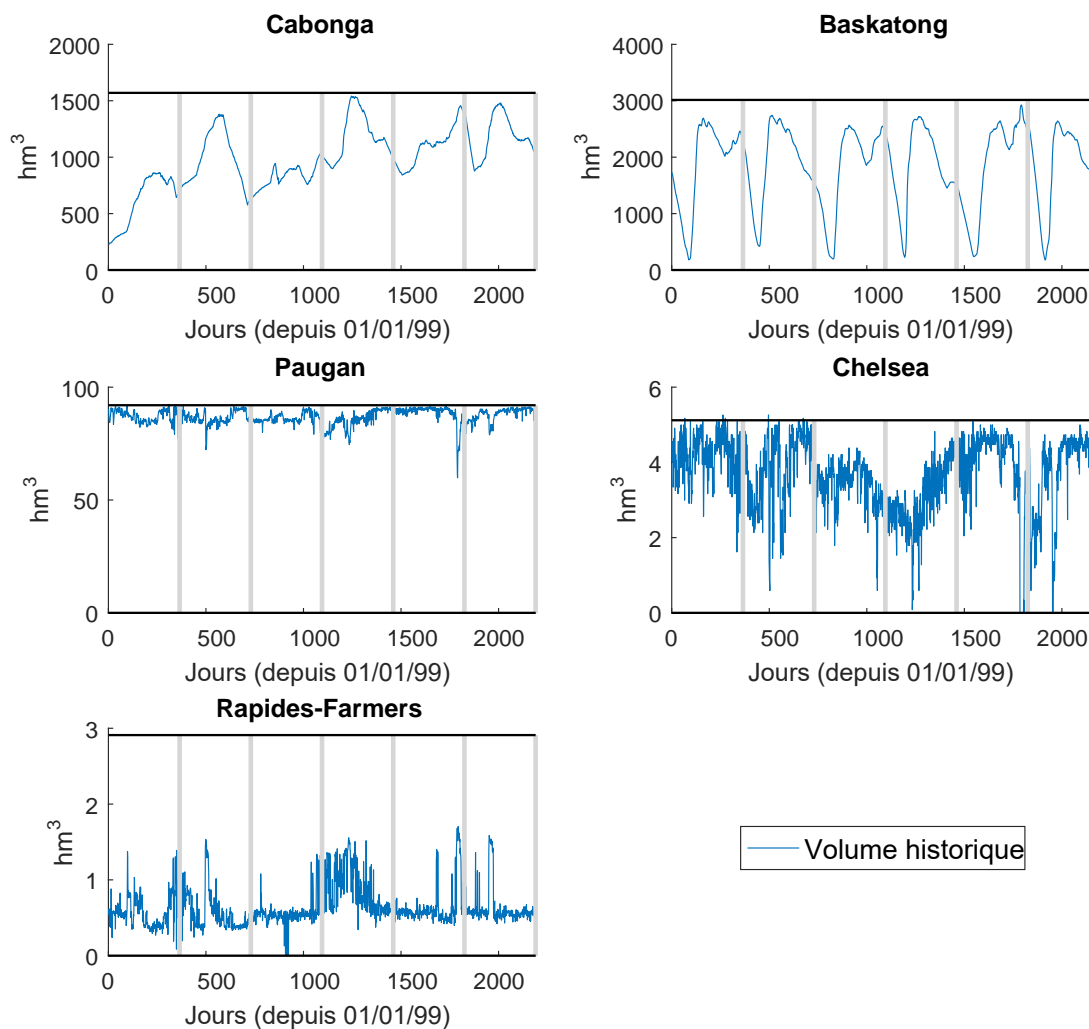 Cabonga
2000
1500
1000
500
0
hm³
0 500 1000 1500 2000
Jours (depuis 01/01/99)
Baskatong
4000
3000
2000
1000
0
hm³
0 500 1000 1500 2000
Jours (depuis 01/01/99)
Paugan
100
50
0
hm³
0 500 1000 1500 2000
Jours (depuis 01/01/99)
Chelsea
6
4
2
0
hm³
0 500 1000 1500 2000
Jours (depuis 01/01/99)
Rapides-Farmers
3
2
1
0
hm³
0 500 1000 1500 2000
Jours (depuis 01/01/99)
Volume historique